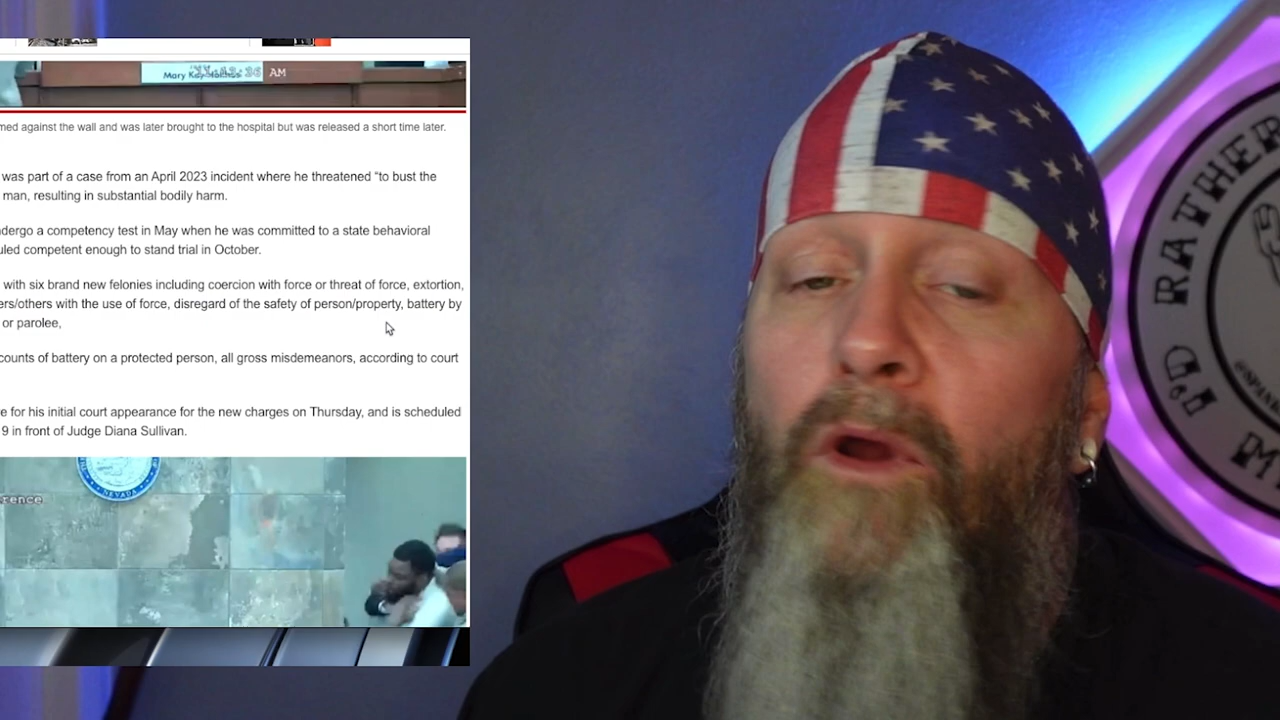 Mary Kay
AM
med against the wall and was later brought to the hospital but was released a short time later.
was part of a case from an April 2023 incident where he threatened “to bust the
man, resulting in substantial bodily harm.
dergo a competency test in May when he was committed to a state behavioral
uled competent enough to stand trial in October.
with six brand new felonies including coercion with force or threat of force, extortion,
ers/others with the use of force, disregard of the safety of person/property, battery by
or parolee,
counts of battery on a protected person, all gross misdemeanors, according to court
e for his initial court appearance for the new charges on Thursday, and is scheduled
9 in front of Judge Diana Sullivan.
NEVADA
rence
I'D RATHER